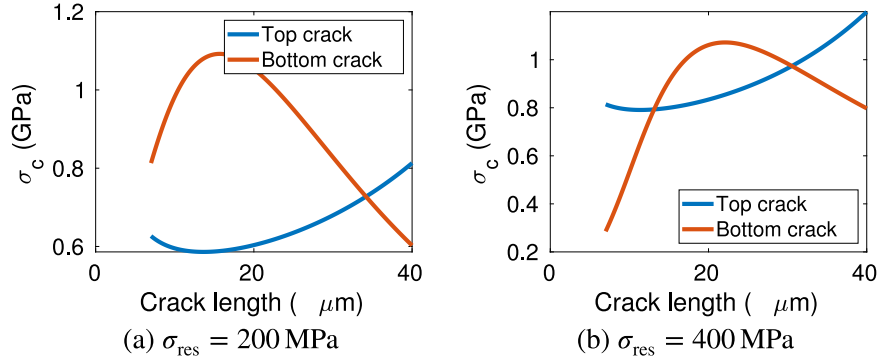 1.2
1
0.8
0.6
σc (GPa)
0 20 40
Crack length ( μm)
Top crack
Bottom crack
(a) σres = 200 MPa
1
0.8
0.6
0.4
0.2
σc (GPa)
0 20 40
Crack length ( μm)
Top crack
Bottom crack
(b) σres = 400 MPa